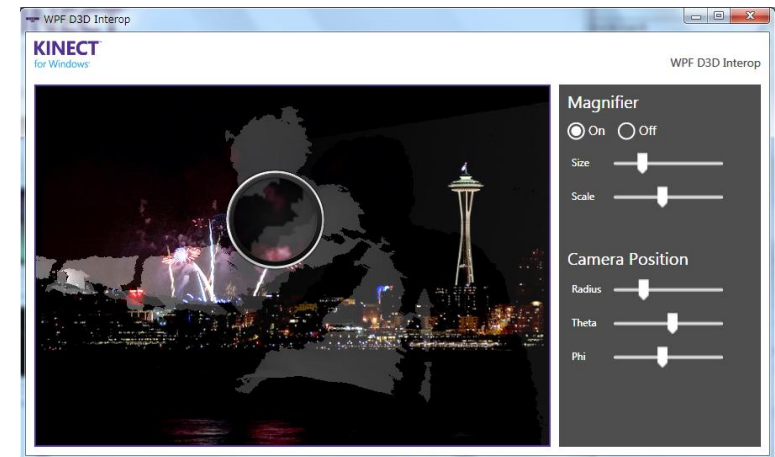 WPF D3D Interop
KINECT
for Windows
WPF D3D Interop
Magnifier
On Off
Size
Scale
Camera Position
Radius
Theta
Phi